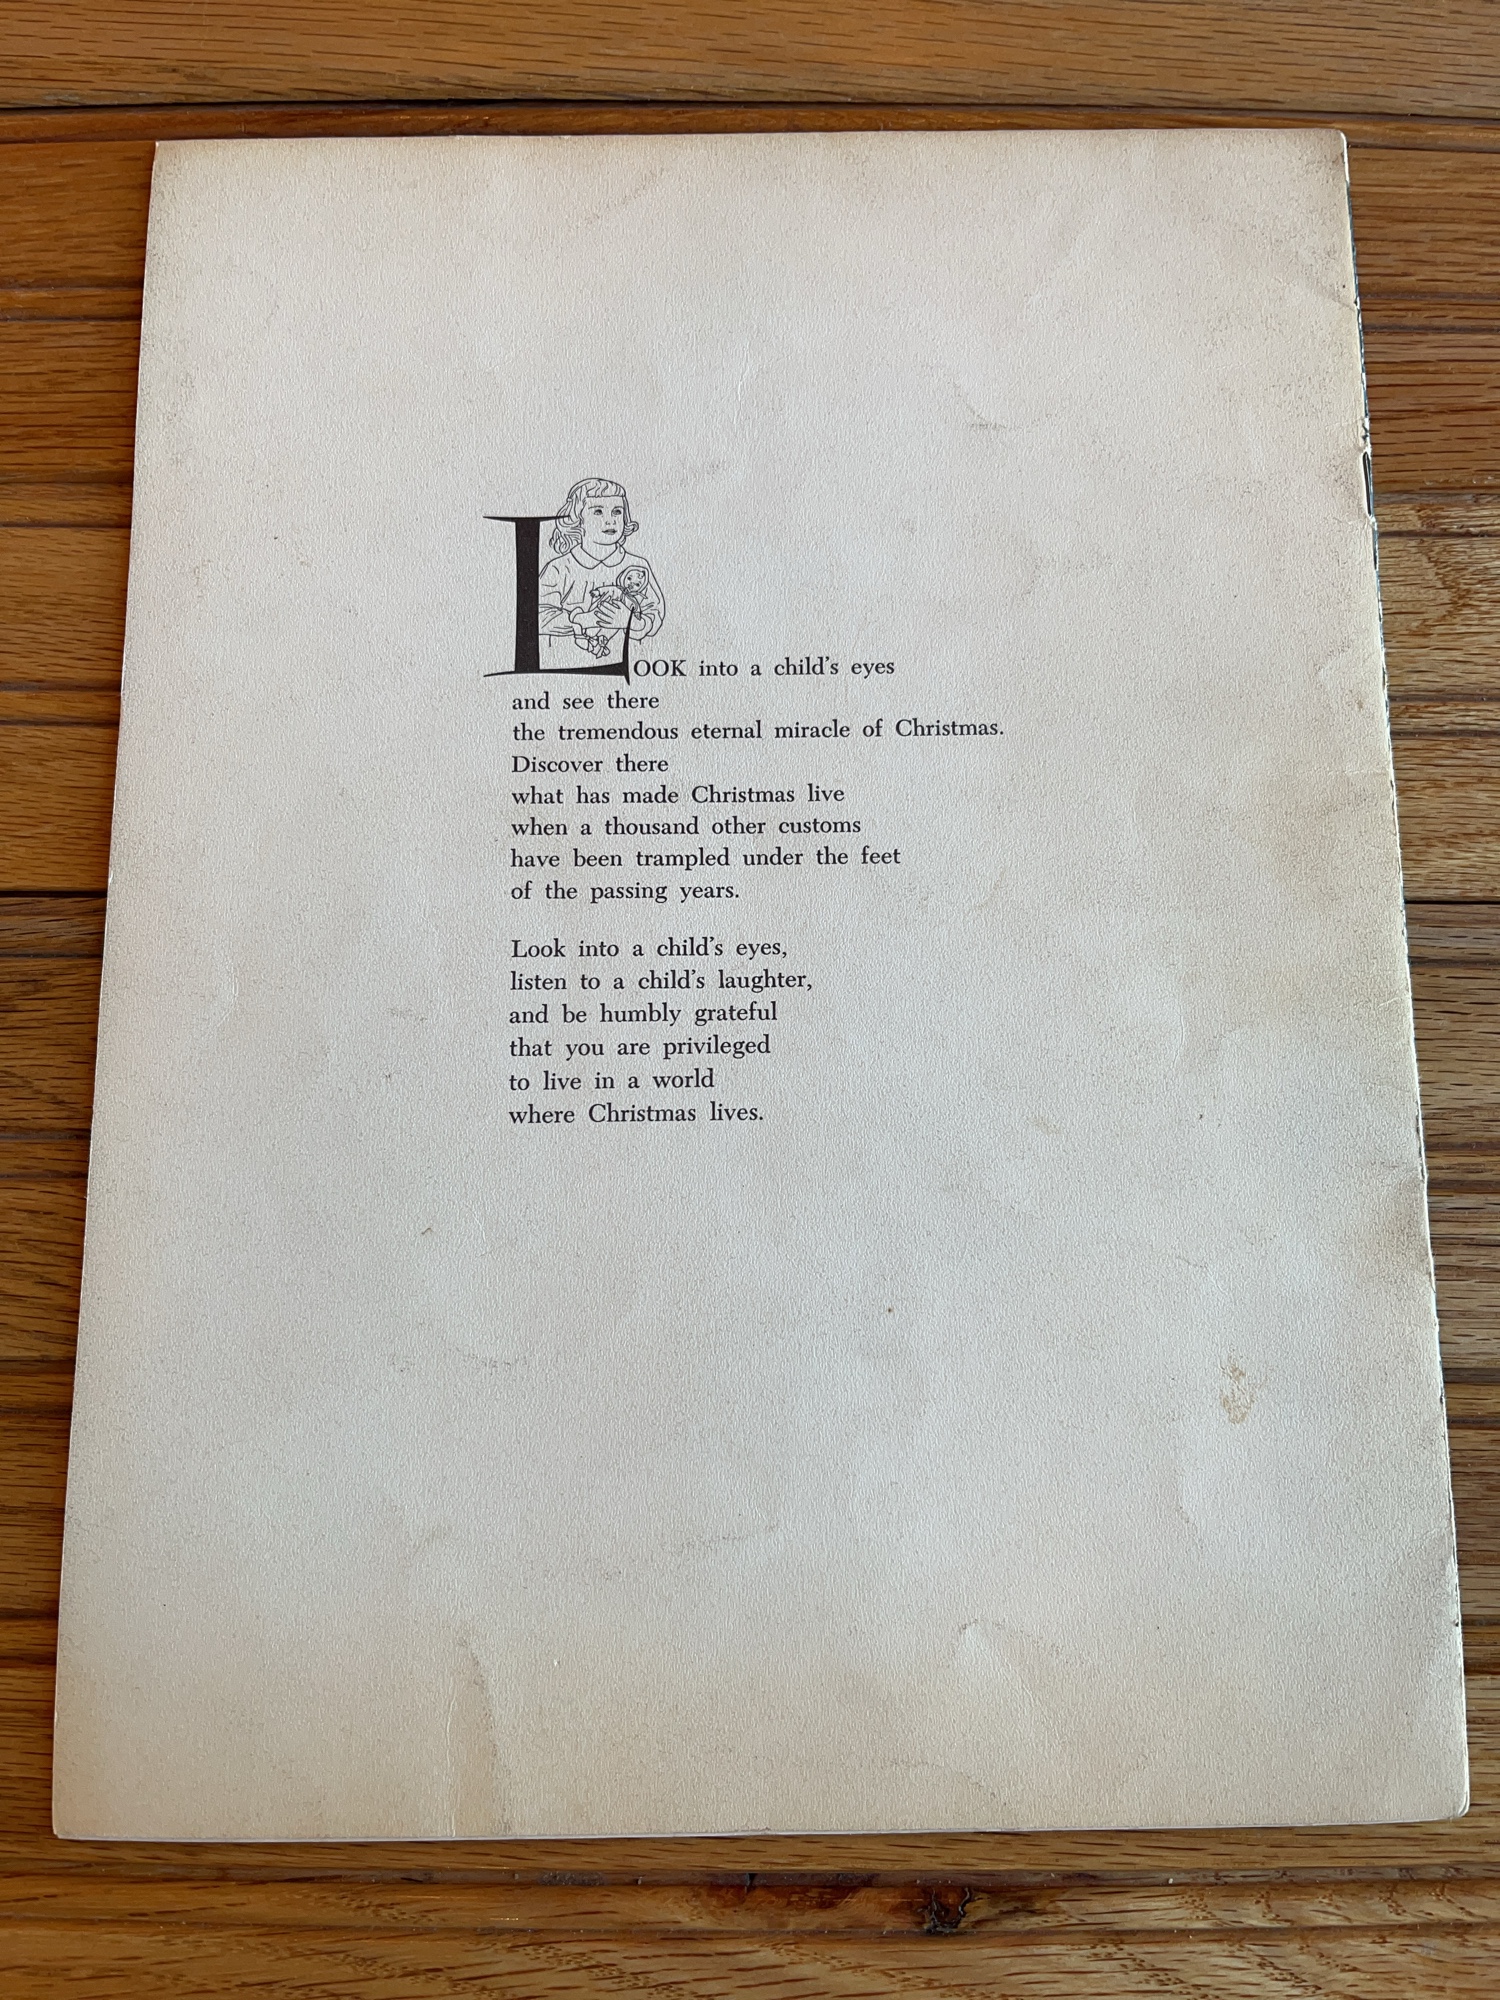 LOOK into a child's eyes
and see there
the tremendous eternal miracle of Christmas.
Discover there
what has made Christmas live
when a thousand other customs
have been trampled under the feet
of the passing years.
Look into a child's eyes,
listen to a child's laughter,
and be humbly grateful
that you are privileged
to live in a world
where Christmas lives.